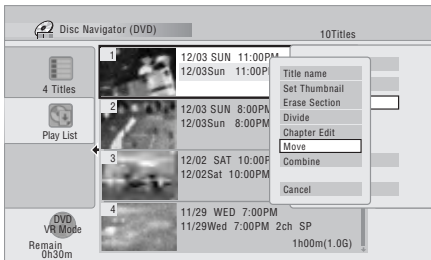 Disc Navigator (DVD)
10Titles
4 Titles
Play List
DVD
VR Mode
Remain
0h30m
1
12/03 SUN 11:00PM
12/03Sun 11:00P
2
12/03 SUN 8:00PM
12/03Sun 8:00PM
3
12/02 SAT 10:00P
12/02Sat 10:00PM
4
11/29 WED 7:00PM
11/29Wed 7:00PM 2ch SP
1h00m(1.0G)
Title name
Set Thumbnail
Erase Section
Divide
Chapter Edit
Move
Combine
Cancel